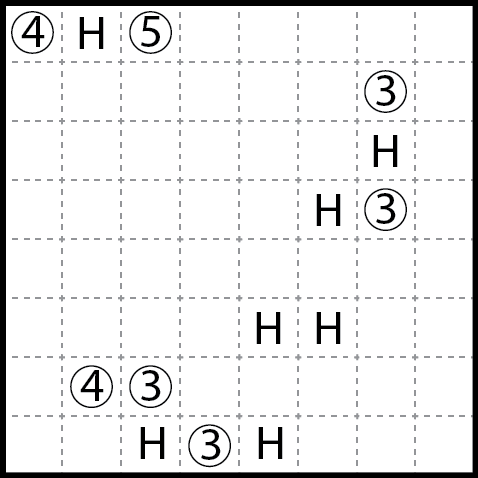 ④ H ⑤
③
H
H ③
H H
④ ③
H ③ H